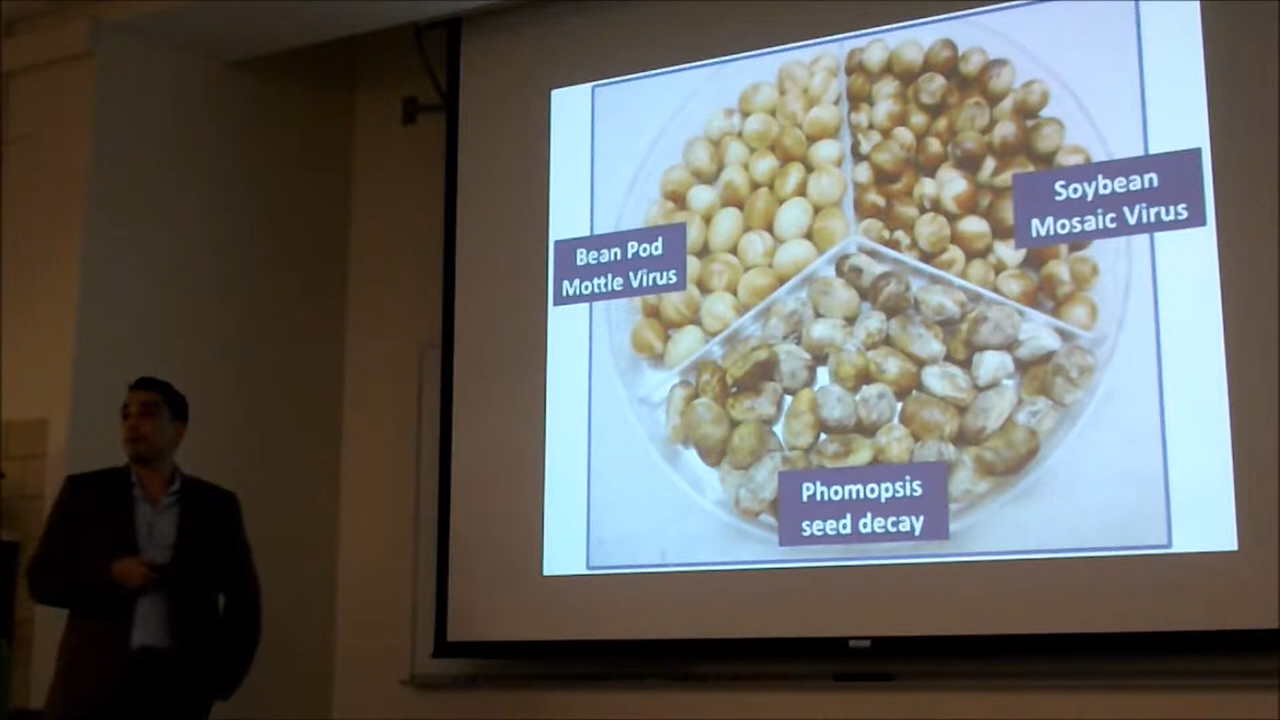 Bean Pod
Mottle Virus
Soybean
Mosaic Virus
Phomopsis
seed decay